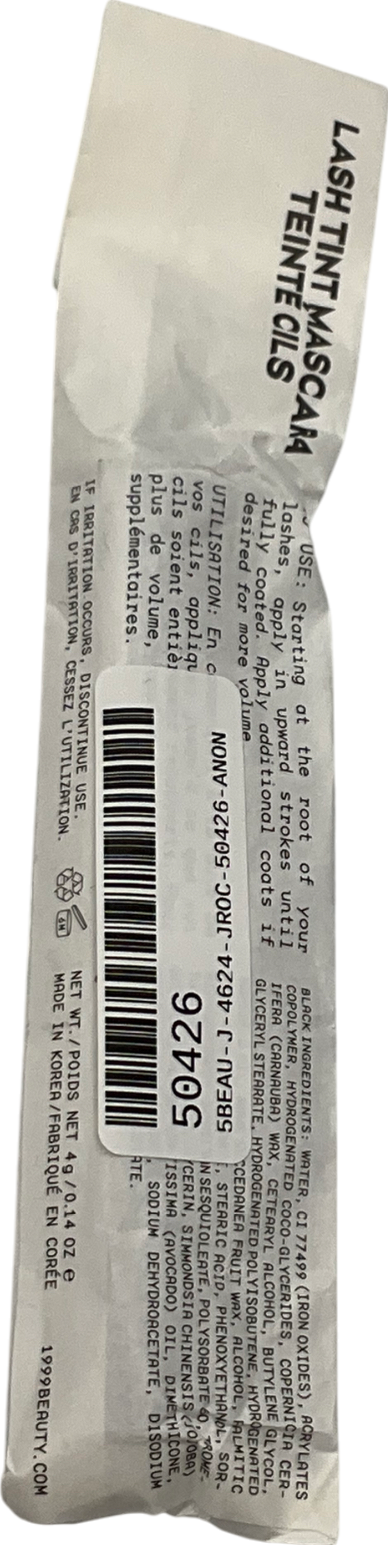 LASH TINT MASCARA
TEINTE CILS
USE: Starting at the root of your
lashes, apply in upward strokes until
fully coated. Apply additional coats if
desired for more volume
UTILISATION: En
vos cils, appliqu
cils soient entièr
plus de volume,
supplémentaires.
IF IRRITATION OCCURS, DISCONTINUE USE.
EN CAS D'IRRITATION, CESSEZ L'UTILIZATION.
6M
5BEAU-J-4624-JROC-50426-ANON
50426
BLACK INGREDIENTS: WATER, CI 77499 (IRON OXIDES), ACRYLATES
COPOLYMER, HYDROGENATED COCO-GLYCERIDES, COPERNICIA CER-
IFERA (CARNAUBA) WAX, CETEARYL ALCOHOL, BUTYLENE GLYCOL,
GLYCERYL STEARATE, HYDROGENATED POLYISOBUTENE, HYDROGENATED
CCEDANEA FRUIT WAX, ALCOHOL, PALMITIC
, STEARIC ACID, PHENOXYETHANOL, SOR-
N SESQUIOLEATE, POLYSORBATE 60, PROME-
CERIN, SIMMONDSIA CHINENSIS (JOJOBA)
ISSIMA (AVOCADO) OIL, DIMETHICONE,
, SODIUM DEHYDROACETATE, DISODIUM
ATE.
NET WT./POIDS NET 4g/0.14 OZ e
MADE IN KOREA/FABRIQUÉ EN CORÉE
1999BEAUTY.COM